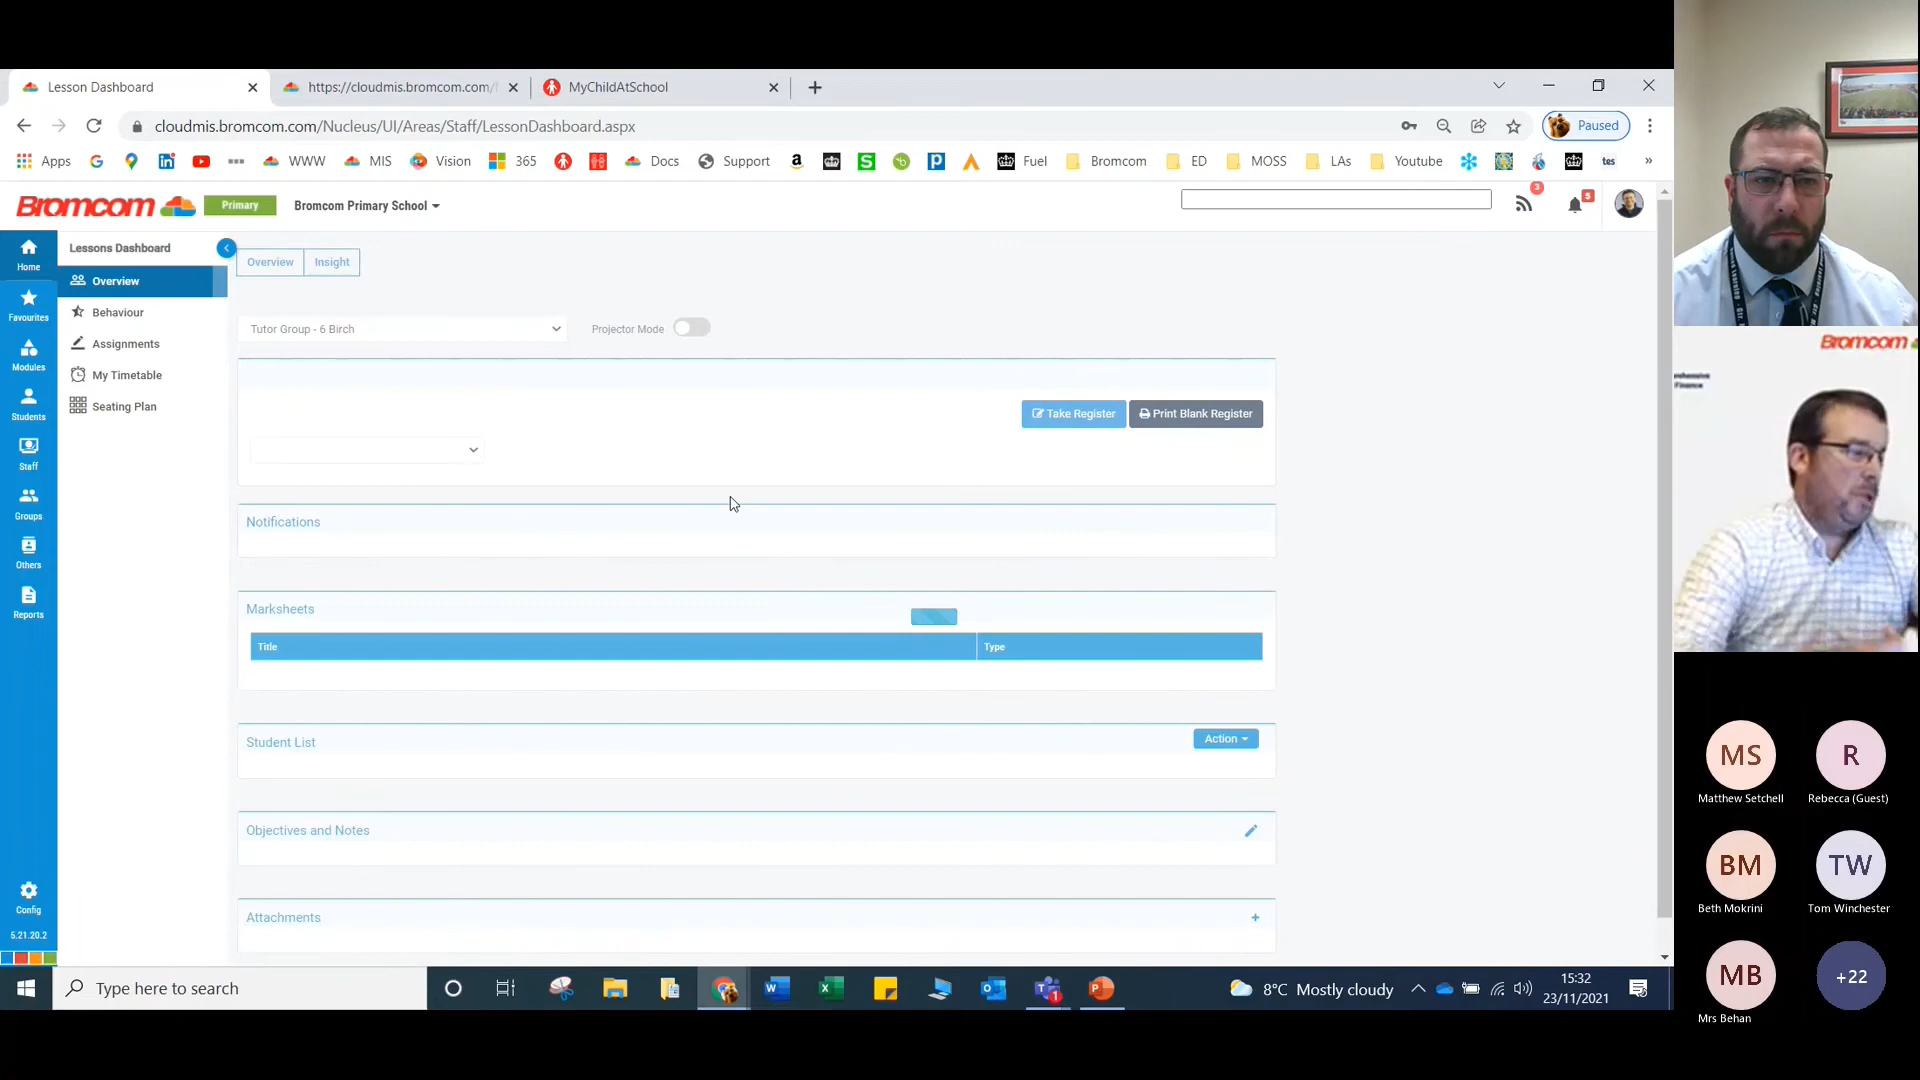 Lesson Dashboard
https://cloudmis.bromcom.com/
MyChildAtSchool
cloudmis.bromcom.com/Nucleus/UI/Areas/Staff/LessonDashboard.aspx
Paused
Apps
WWW
MIS
Vision
365
Docs
Support
Fuel
Bromcom
ED
MOSS
LAs
Youtube
tes
»
Bromcom
Primary
Bromcom Primary School
3
5
Home
Favourites
Modules
Students
Staff
Groups
Others
Reports
Config
5.21.20.2
Lessons Dashboard
Overview
Behaviour
Assignments
My Timetable
Seating Plan
Overview
Insight
Tutor Group - 6 Birch
Projector Mode
Take Register
Print Blank Register
Notifications
Marksheets
Title
Type
Student List
Action
Objectives and Notes
Attachments
+
Type here to search
8°C Mostly cloudy
15:32
23/11/2021
Bromcom
Finance
MS
Matthew Setchell
R
Rebecca (Guest)
BM
Beth Mokrini
TW
Tom Winchester
MB
Mrs Behan
+22